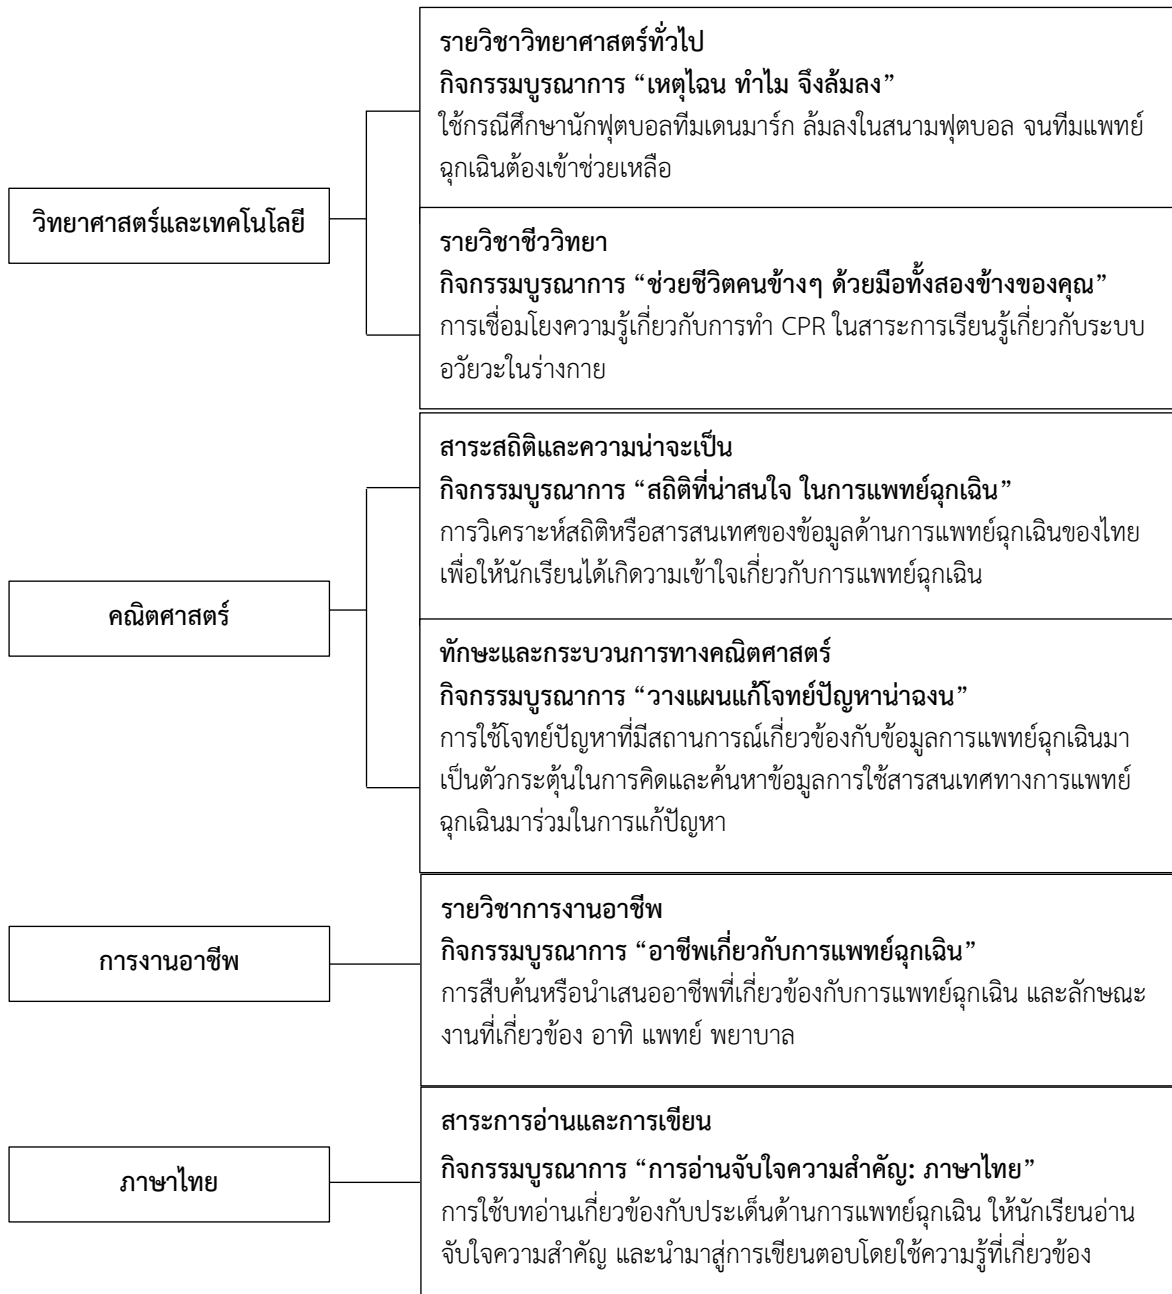 รายวิชาวิทยาศาสตร์ทั่วไป
กิจกรรมบูรณาการ “เหตุไฉน ทำไม จึงล้มลง”
ใช้กรณีศึกษานักฟุตบอลทีมเดนมาร์ก ล้มลงในสนามฟุตบอล จนทีมแพทย์
ฉุกเฉินต้องเข้าช่วยเหลือ
วิทยาศาสตร์และเทคโนโลยี
รายวิชาชีววิทยา
กิจกรรมบูรณาการ “ช่วยชีวิตคนข้างๆ ด้วยมือทั้งสองข้างของคุณ”
การเชื่อมโยงความรู้เกี่ยวกับการทำ CPR ในสาระการเรียนรู้เกี่ยวกับระบบ
อวัยวะในร่างกาย
สาระสถิติและความน่าจะเป็น
กิจกรรมบูรณาการ “สถิติที่น่าสนใจ ในการแพทย์ฉุกเฉิน”
การวิเคราะห์สถิติหรือสารสนเทศของข้อมูลด้านการแพทย์ฉุกเฉินของไทย
เพื่อให้นักเรียนได้เกิดวามเข้าใจเกี่ยวกับการแพทย์ฉุกเฉิน
คณิตศาสตร์
ทักษะและกระบวนการทางคณิตศาสตร์
กิจกรรมบูรณาการ “วางแผนแก้โจทย์ปัญหาน่าฉงน”
การใช้โจทย์ปัญหาที่มีสถานการณ์เกี่ยวข้องกับข้อมูลการแพทย์ฉุกเฉินมา
เป็นตัวกระตุ้นในการคิดและค้นหาข้อมูลการใช้สารสนเทศทางการแพทย์
ฉุกเฉินมาร่วมในการแก้ปัญหา
รายวิชาการงานอาชีพ
กิจกรรมบูรณาการ “อาชีพเกี่ยวกับการแพทย์ฉุกเฉิน”
การงานอาชีพ
การสืบค้นหรือนำเสนออาชีพที่เกี่ยวข้องกับการแพทย์ฉุกเฉิน และลักษณะ
งานที่เกี่ยวข้อง อาทิ แพทย์ พยาบาล
สาระการอ่านและการเขียน
กิจกรรมบูรณาการ “การอ่านจับใจความสำคัญ: ภาษาไทย”
ภาษาไทย
การใช้บทอ่านเกี่ยวข้องกับประเด็นด้านการแพทย์ฉุกเฉิน ให้นักเรียนอ่าน
จับใจความสำคัญ และนำมาสู่การเขียนตอบโดยใช้ความรู้ที่เกี่ยวข้อง